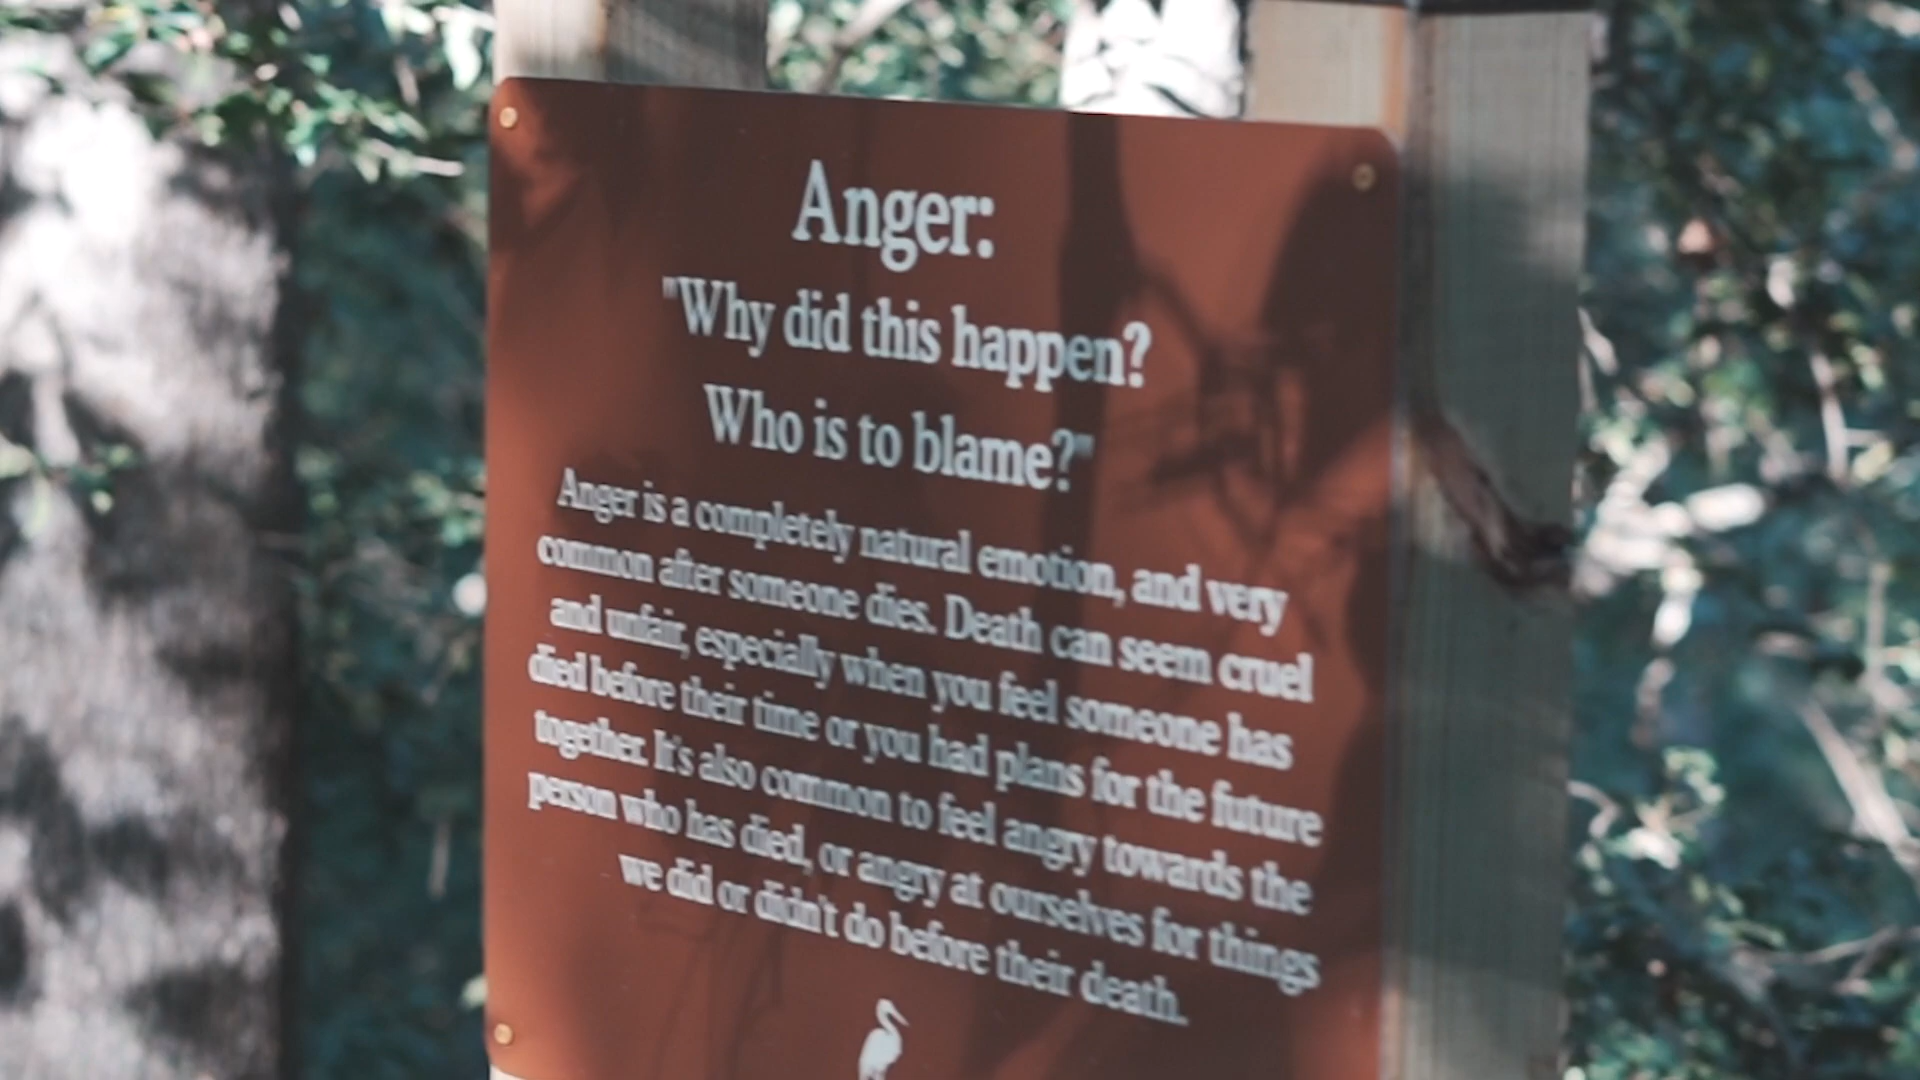 Anger:
"Why did this happen?
Who is to blame?"
Anger is a completely natural emotion, and very
common after someone dies. Death can seem cruel
and unfair, especially when you feel someone has
died before their time or you had plans for the future
together. It's also common to feel angry towards the
person who has died, or angry at ourselves for things
we did or didn't do before their death.